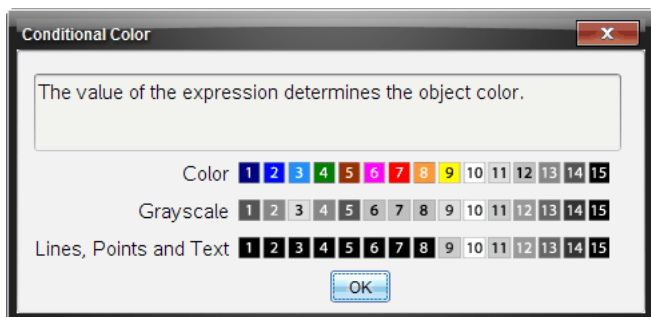 Conditional Color
The value of the expression determines the object color.
Color 1 2 3 4 5 6 7 8 9 10 11 12 13 14 15
Grayscale 1 2 3 4 5 6 7 8 9 10 11 12 13 14 15
Lines, Points and Text 1 2 3 4 5 6 7 8 9 10 11 12 13 14 15
OK